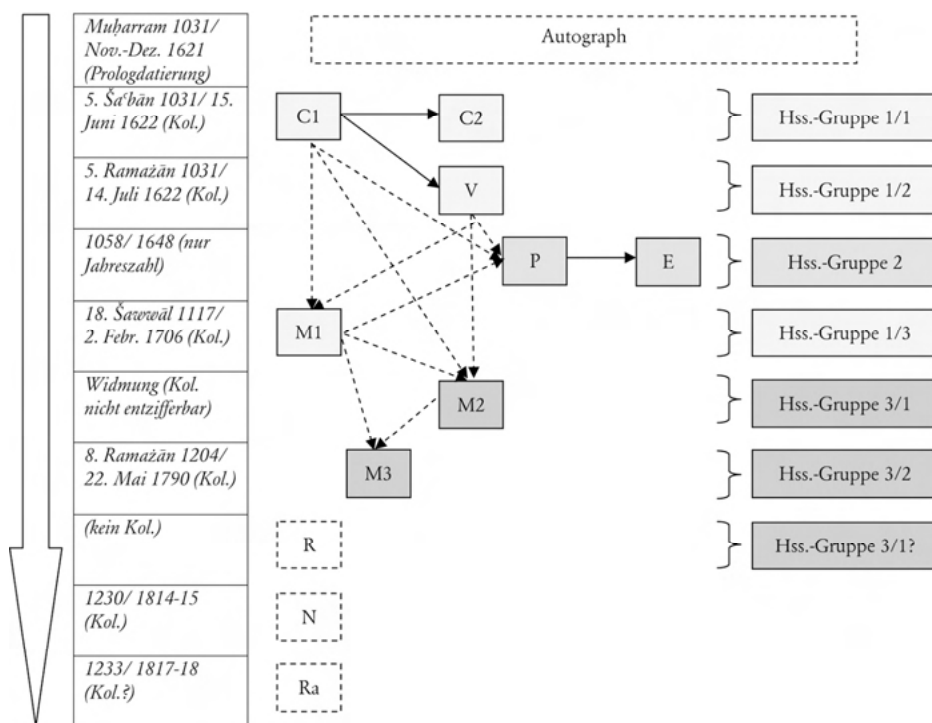 Muḥarram 1031/
Nov.-Dez. 1621
(Prologdatierung)
Autograph
5. Šaʿbān 1031/ 15.
Juni 1622 (Kol.)
C1
C2
Hss.-Gruppe 1/1
5. Ramażān 1031/
14. Juli 1622 (Kol.)
V
Hss.-Gruppe 1/2
1058/ 1648 (nur
Jahreszahl)
P
E
Hss.-Gruppe 2
18. Šawwāl 1117/
2. Febr. 1706 (Kol.)
M1
Hss.-Gruppe 1/3
Widmung (Kol.
nicht entzifferbar)
M2
Hss.-Gruppe 3/1
8. Ramażān 1204/
22. Mai 1790 (Kol.)
M3
Hss.-Gruppe 3/2
(kein Kol.)
R
Hss.-Gruppe 3/1?
1230/ 1814-15
(Kol.)
N
1233/ 1817-18
(Kol.?)
Ra